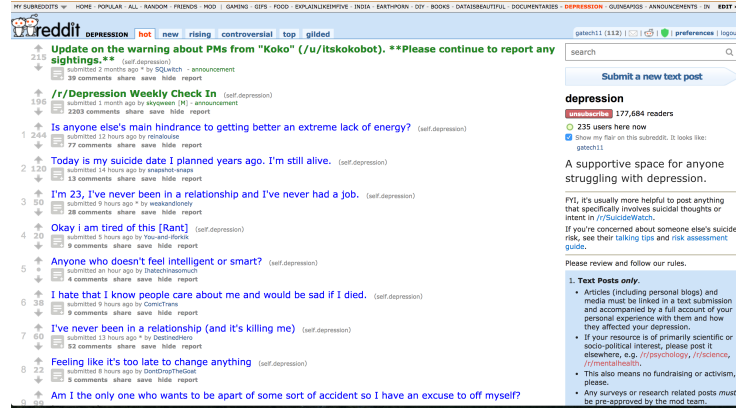 MY SUBREDDITS HOME - POPULAR - ALL - RANDOM - FRIENDS - MOD | GAMING - GIFS - FOOD - EXPLAINLIKEIMFIVE - INDIA - EARTHPORN - DIY - BOOKS - DATAISBEAUTIFUL - DOCUMENTARIES - DEPRESSION - GUINEAPIGS - ANNOUNCEMENTS - IN EDIT
reddit DEPRESSION hot new rising controversial top gilded
gatech11 (112) | preferences | logou
215
Update on the warning about PMs from "Koko" (/u/itskokobot). **Please continue to report any
sightings.** (self.depression)
submitted 2 months ago * by SQLwitch - announcement
39 comments share save hide report
196
/r/Depression Weekly Check In (self.depression)
submitted 1 month ago by skyqween [M] - announcement
2203 comments share save hide report
1 244
Is anyone else's main hindrance to getting better an extreme lack of energy? (self.depression)
submitted 12 hours ago by reinalouise
77 comments share save hide report
2 120
Today is my suicide date I planned years ago. I'm still alive. (self.depression)
submitted 14 hours ago by snapshot-snaps
13 comments share save hide report
3 50
I'm 23, I've never been in a relationship and I've never had a job. (self.depression)
submitted 9 hours ago * by weakandlonely
28 comments share save hide report
4 20
Okay i am tired of this [Rant] (self.depression)
submitted 5 hours ago by You-and-Iforkik
9 comments share save hide report
5 •
Anyone who doesn't feel intelligent or smart? (self.depression)
submitted an hour ago by Ihatechinasomuch
4 comments share save hide report
6 38
I hate that I know people care about me and would be sad if I died. (self.depression)
submitted 9 hours ago by ComicTrans
9 comments share save hide report
7 60
I've never been in a relationship (and it's killing me) (self.depression)
submitted 13 hours ago * by DestinedHero
52 comments share save hide report
8 22
Feeling like it's too late to change anything (self.depression)
submitted 8 hours ago by DontDropTheGoat
5 comments share save hide report
9 99
Am I the only one who wants to be apart of some sort of accident so I have an excuse to off myself?
search
Submit a new text post
depression
unsubscribe 177,684 readers
235 users here now
Show my flair on this subreddit. It looks like:
gatech11
A supportive space for anyone
struggling with depression.
FYI, it's usually more helpful to post anything
that specifically involves suicidal thoughts or
intent in /r/SuicideWatch.
If you're concerned about someone else's suicide
risk, see their talking tips and risk assessment
guide.
Please review and follow our rules.
1. Text Posts only.
• Articles (including personal blogs) and
media must be linked in a text submission
and accompanied by a full account of your
personal experience with them and how
they affected your depression.
• If your resource is of primarily scientific or
socio-political interest, please post it
elsewhere, e.g. /r/psychology, /r/science,
/r/mentalhealth.
• This also means no fundraising or activism,
please.
• Any surveys or research related posts must
be pre-approved by the mod team.